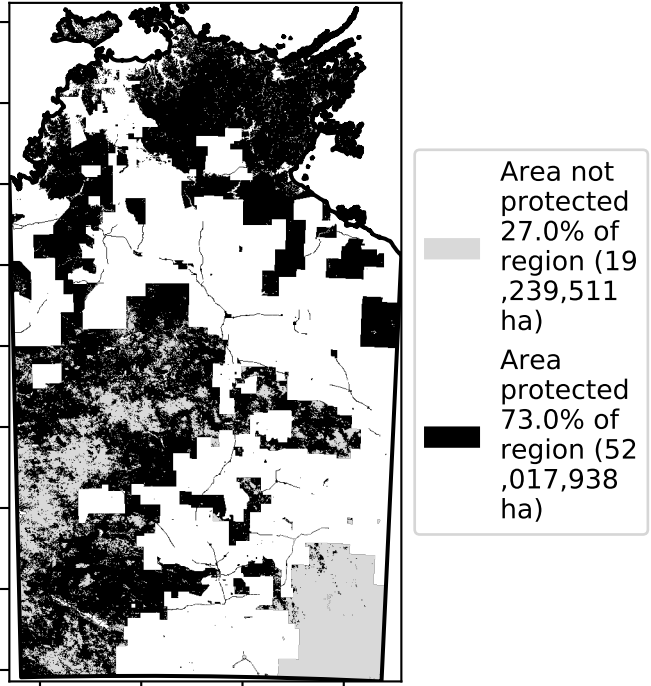 Area not
protected
27.0% of
region (19
,239,511
ha)
Area
protected
73.0% of
region (52
,017,938
ha)